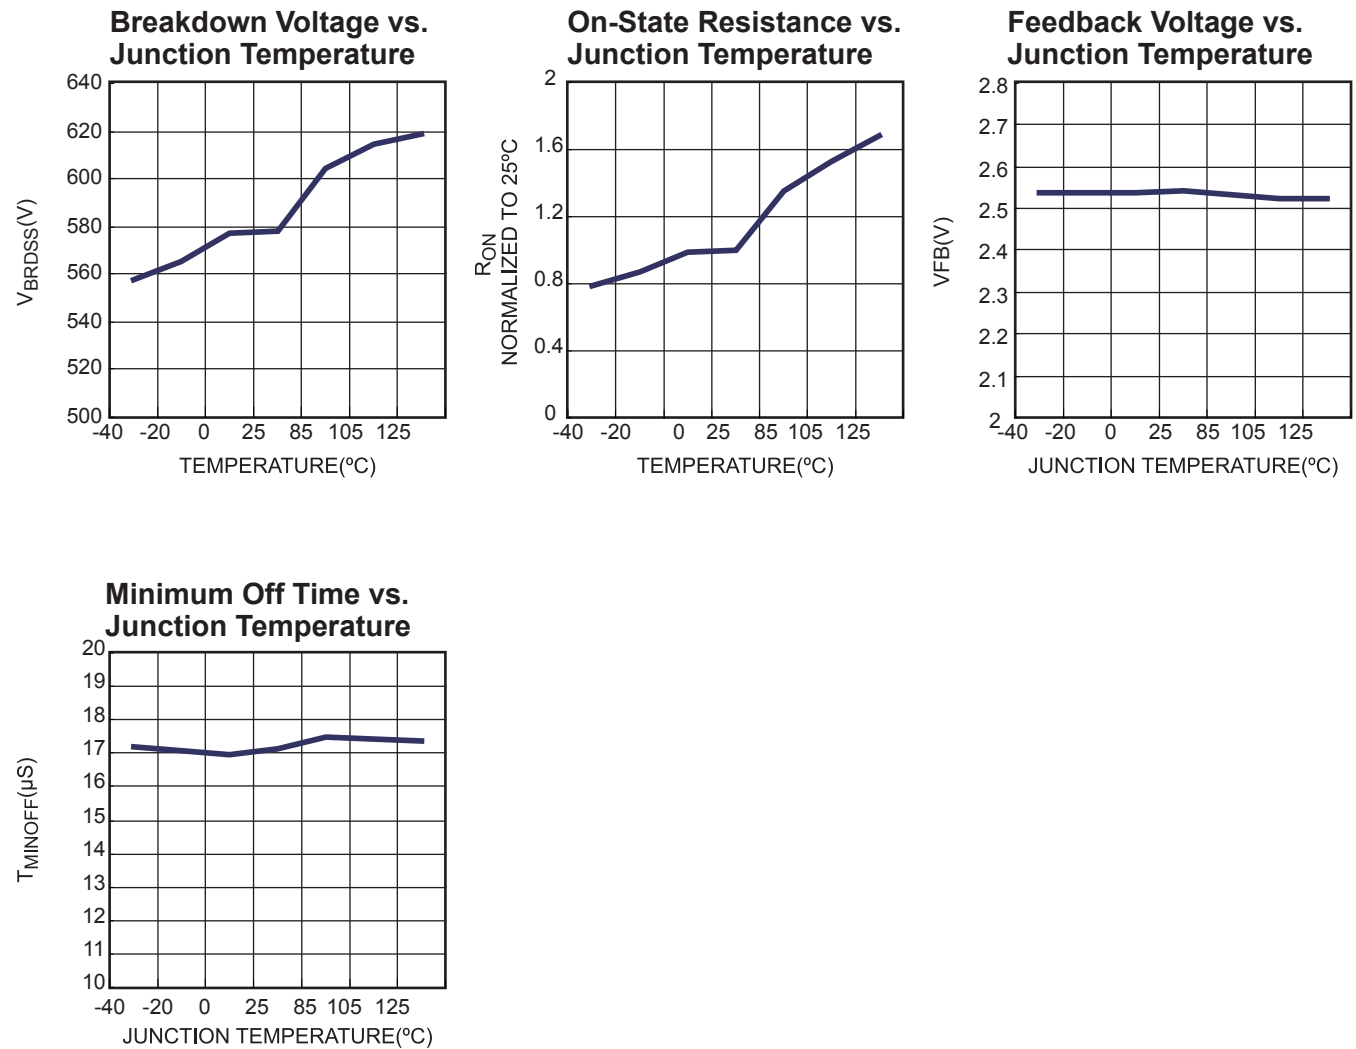 Breakdown Voltage vs.
Junction Temperature
640
620
600
580
560
540
520
500
VBRDSS(V)
-40 -20 0 25 85 105 125
TEMPERATURE(ºC)
On-State Resistance vs.
Junction Temperature
2
1.6
1.2
0.8
0.4
0
RON
NORMALIZED TO 25ºC
-40 -20 0 25 85 105 125
TEMPERATURE(ºC)
Feedback Voltage vs.
Junction Temperature
2.8
2.7
2.6
2.5
2.4
2.3
2.2
2.1
2
VFB(V)
-40 -20 0 25 85 105 125
JUNCTION TEMPERATURE(ºC)
Minimum Off Time vs.
Junction Temperature
20
19
18
17
16
15
14
13
12
11
10
TMINOFF(µS)
-40 -20 0 25 85 105 125
JUNCTION TEMPERATURE(ºC)